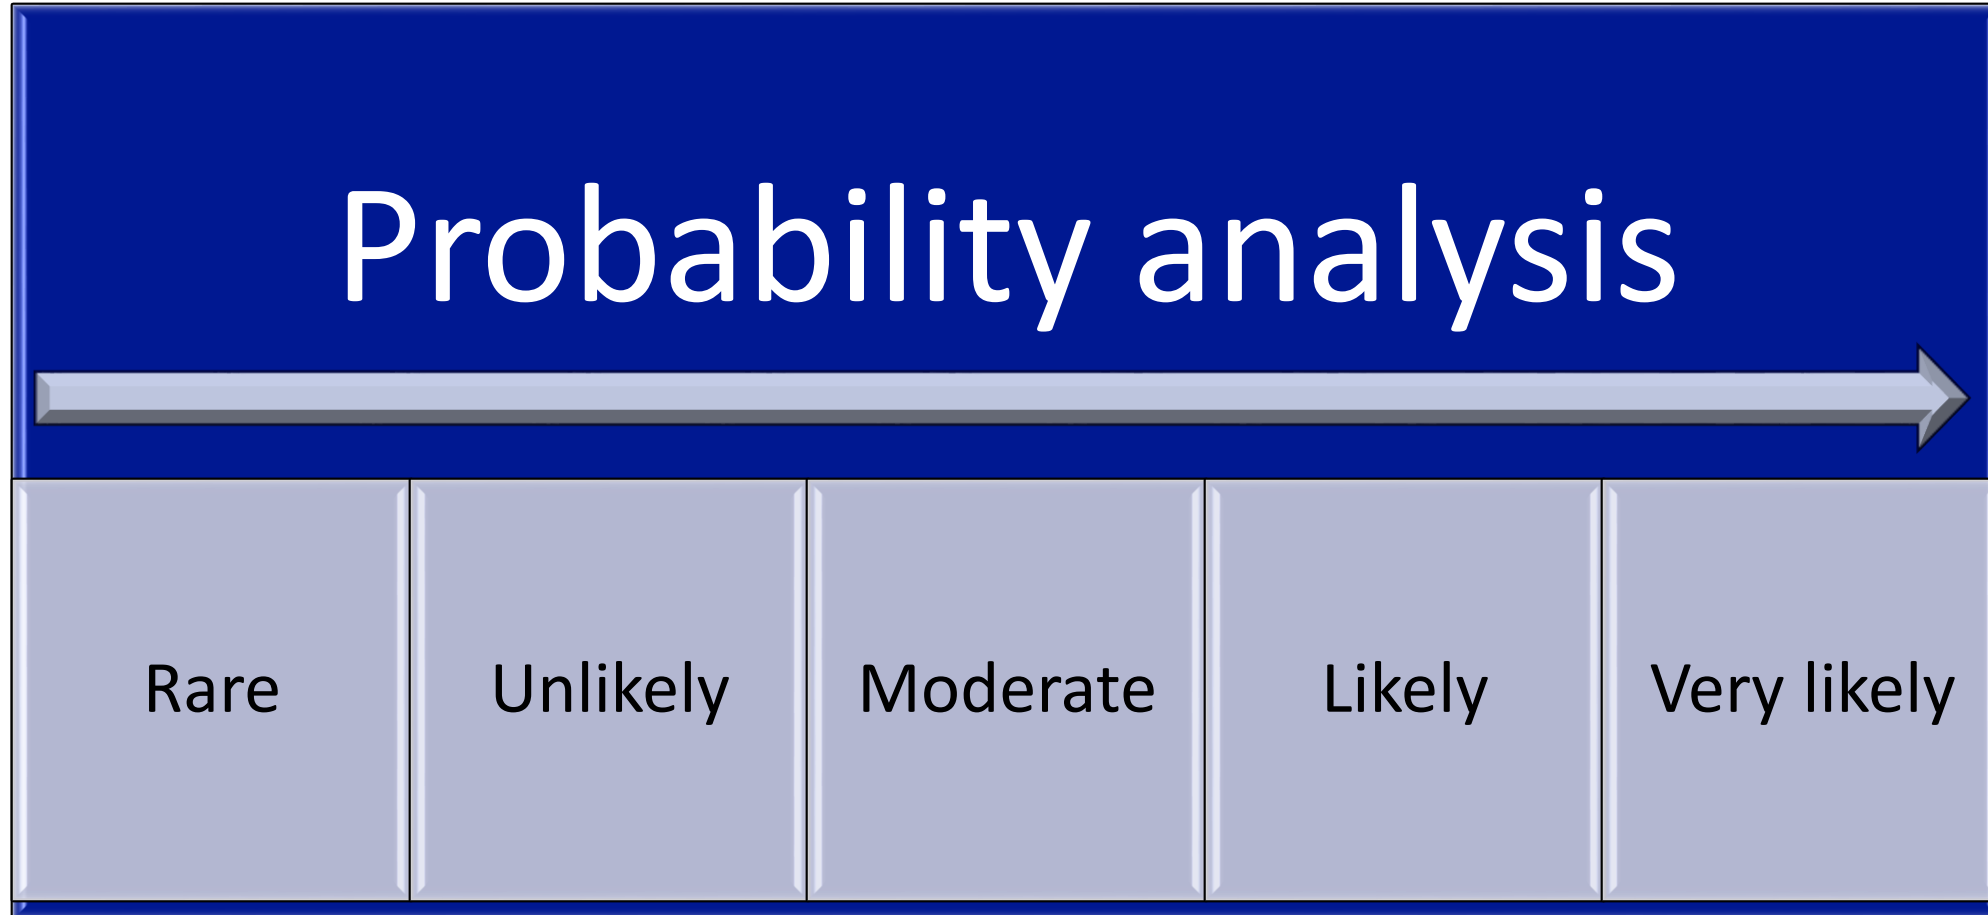 Probability analysis
Rare
Unlikely
Moderate
Likely
Very likely